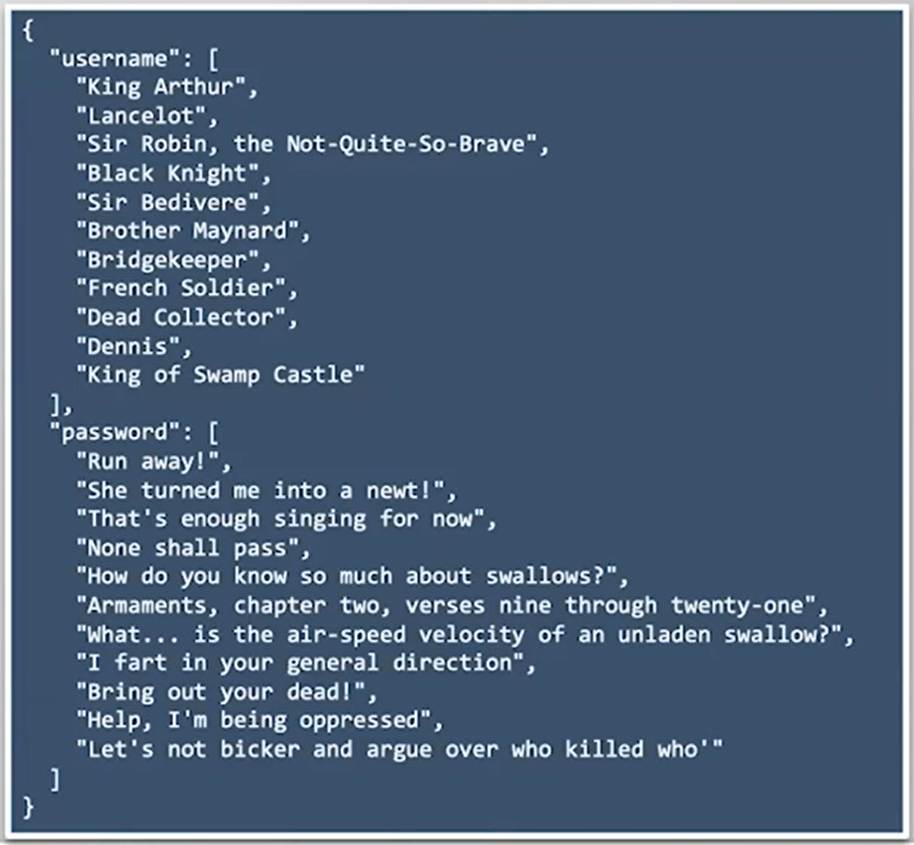 {
"username": [
"King Arthur",
"Lancelot",
"Sir Robin, the Not-Quite-So-Brave",
"Black Knight",
"Sir Bedivere",
"Brother Maynard",
"Bridgekeeper",
"French Soldier",
"Dead Collector",
"Dennis",
"King of Swamp Castle"
],
"password": [
"Run away!",
"She turned me into a newt!",
"That's enough singing for now",
"None shall pass",
"How do you know so much about swallows?",
"Armaments, chapter two, verses nine through twenty-one",
"What... is the air-speed velocity of an unladen swallow?",
"I fart in your general direction",
"Bring out your dead!",
"Help, I'm being oppressed",
"Let's not bicker and argue over who killed who'"
]
}